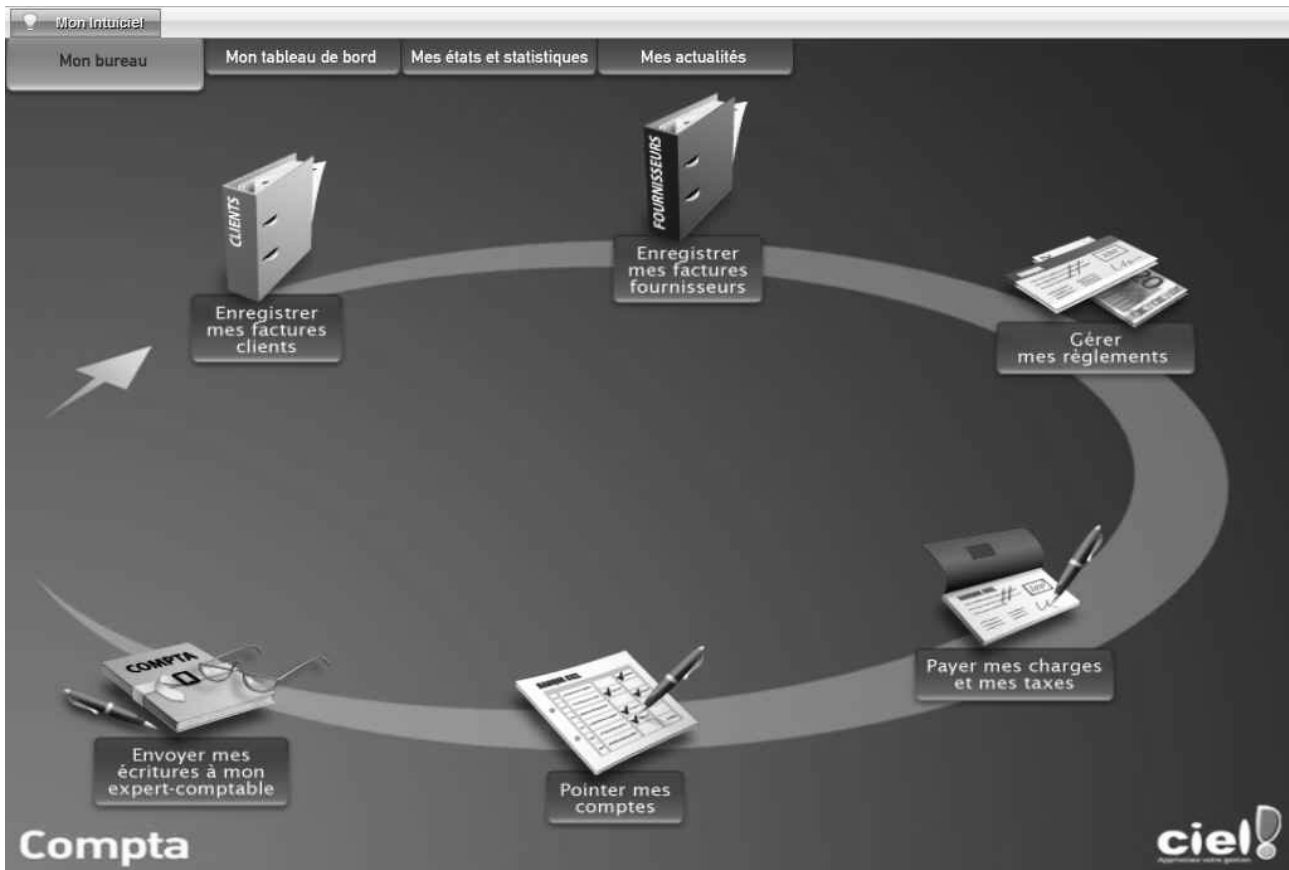 Mon Intuiciel
Mon bureau
Mon tableau de bord
Mes états et statistiques
Mes actualités
CLIENTS
FOURNISSEURS
Enregistrer
mes factures
clients
Enregistrer
mes factures
fournisseurs
Gérer
mes réglements
Payer mes charges
et mes taxes
COMPTA
Envoyer mes
écritures à mon
expert-comptable
Pointer mes
comptes
Compta
ciel!